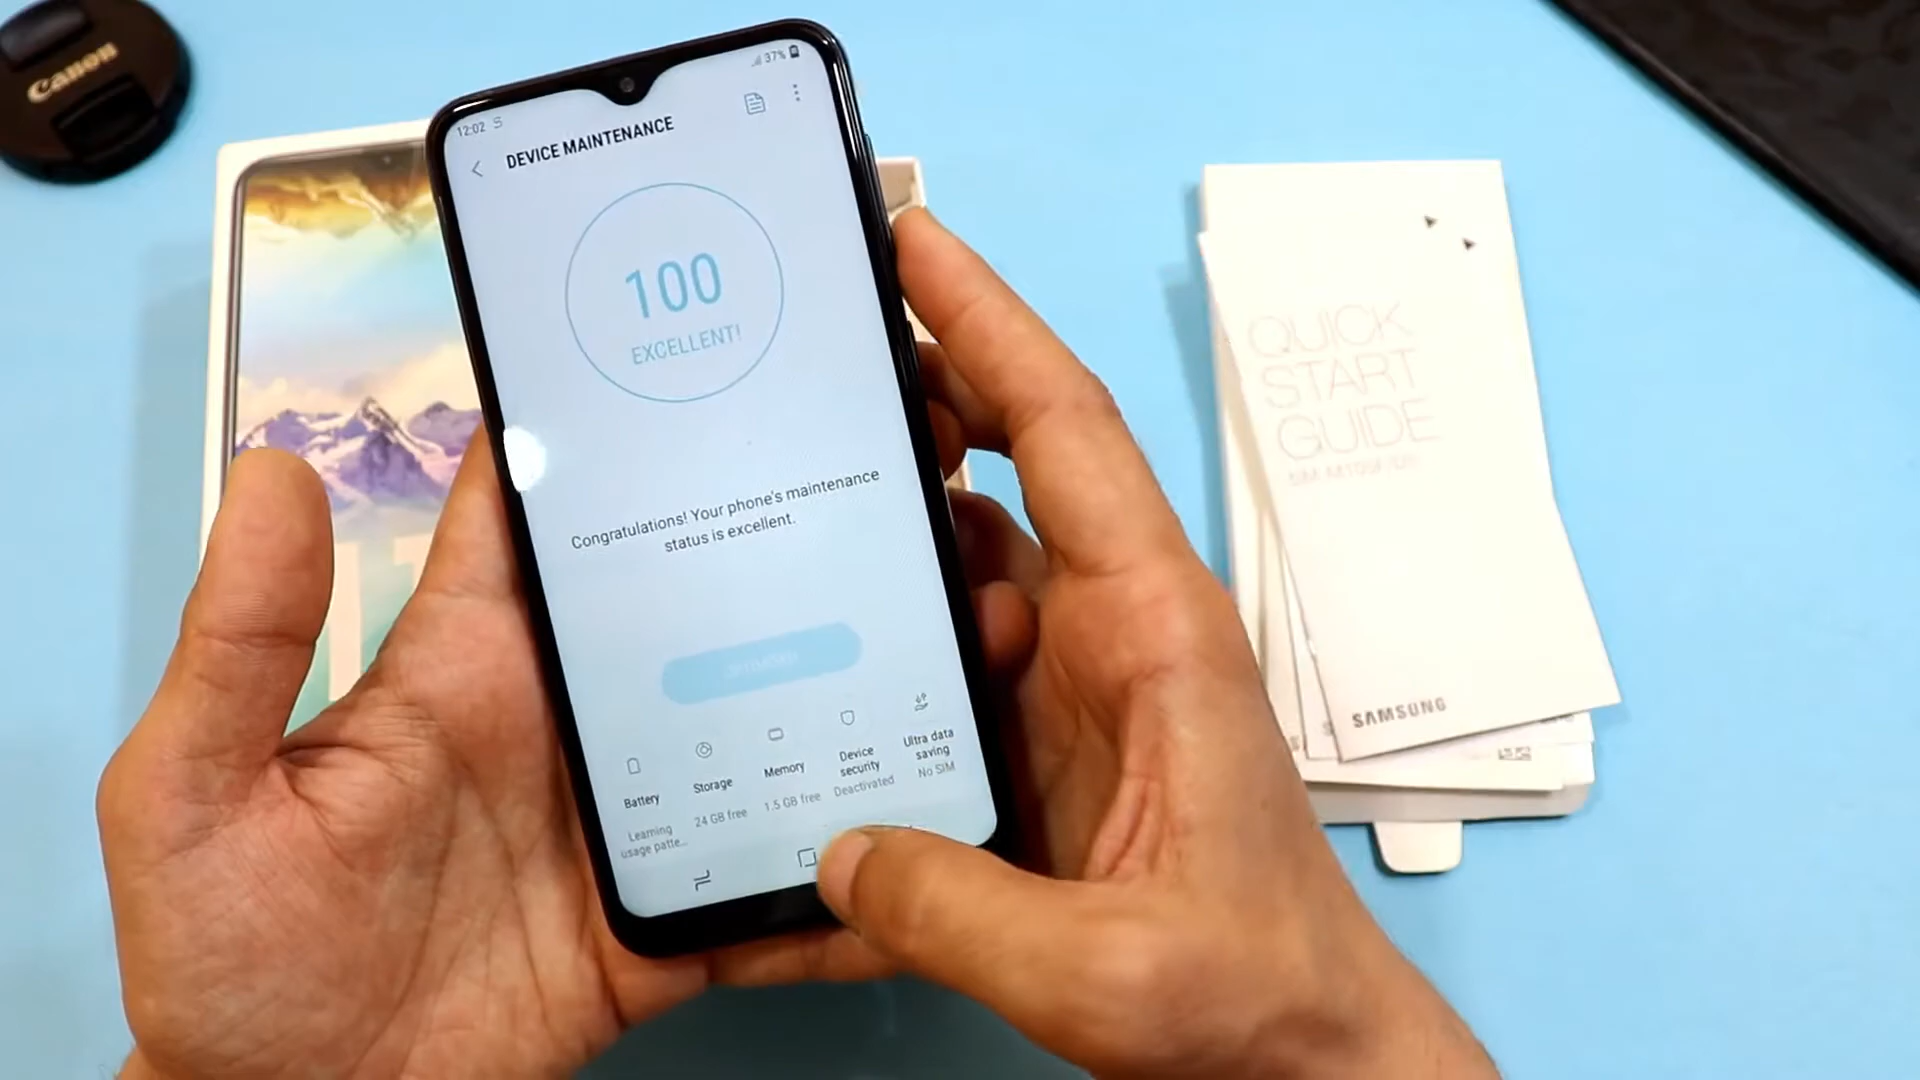 Canon
12:02
37%
DEVICE MAINTENANCE
100
EXCELLENT!
Congratulations! Your phone's maintenance
status is excellent.
Battery
Learning
usage patte...
Storage
24 GB free
Memory
1.5 GB free
Device
security
Deactivated
Ultra data
saving
No SIM
QUICK
START
GUIDE
SAMSUNG